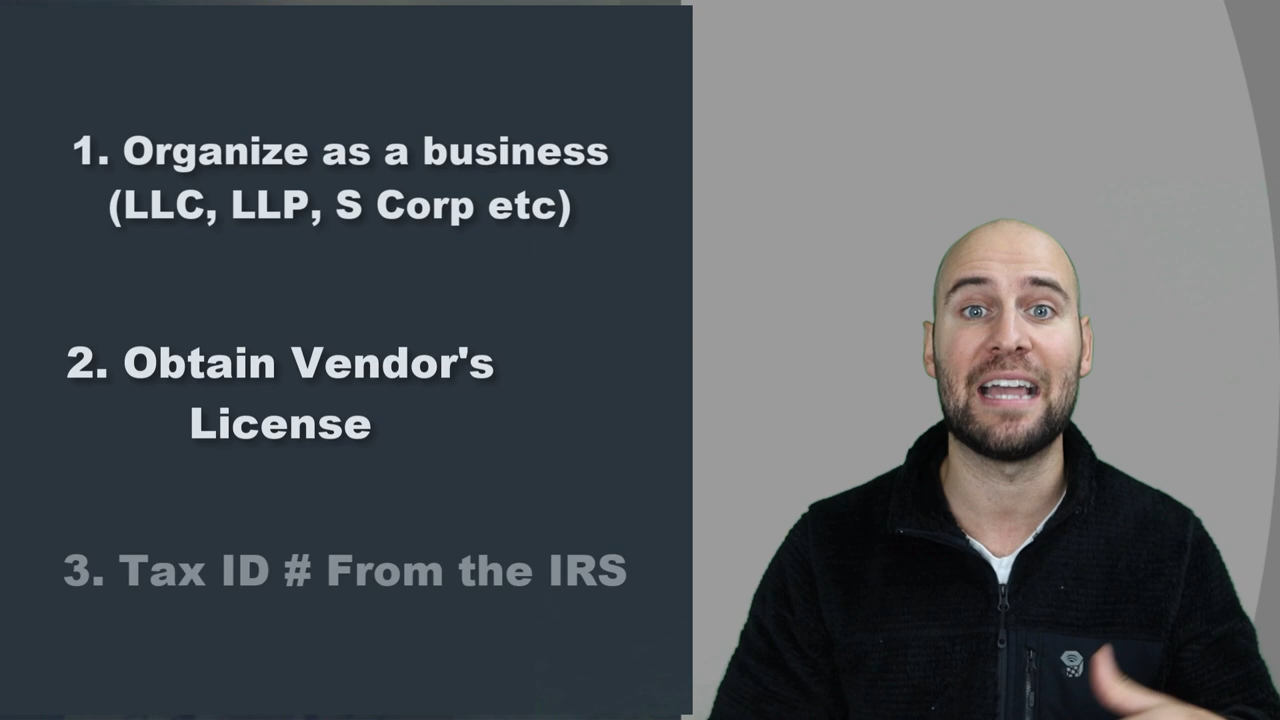 1. Organize as a business
(LLC, LLP, S Corp etc)
2. Obtain Vendor's
License
3. Tax ID # From the IRS